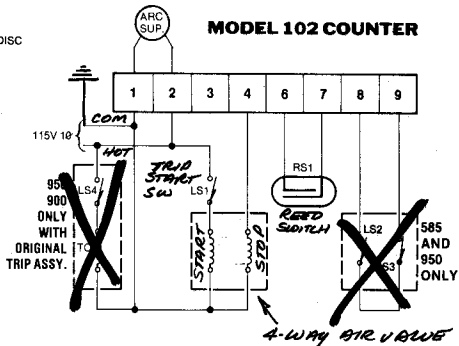 ARC
SUP.
MODEL 102 COUNTER
DISC
1 2 3 4 6 7 8 9
COM
115V 10
HOT
TRIP
START
SW
LS4
LS1
RS1
REED
SWITCH
950
900
ONLY
WITH
ORIGINAL
TRIP ASSY.
T
START
STOP
LS2
S3
585
AND
950
ONLY
4-WAY AIR VALVE